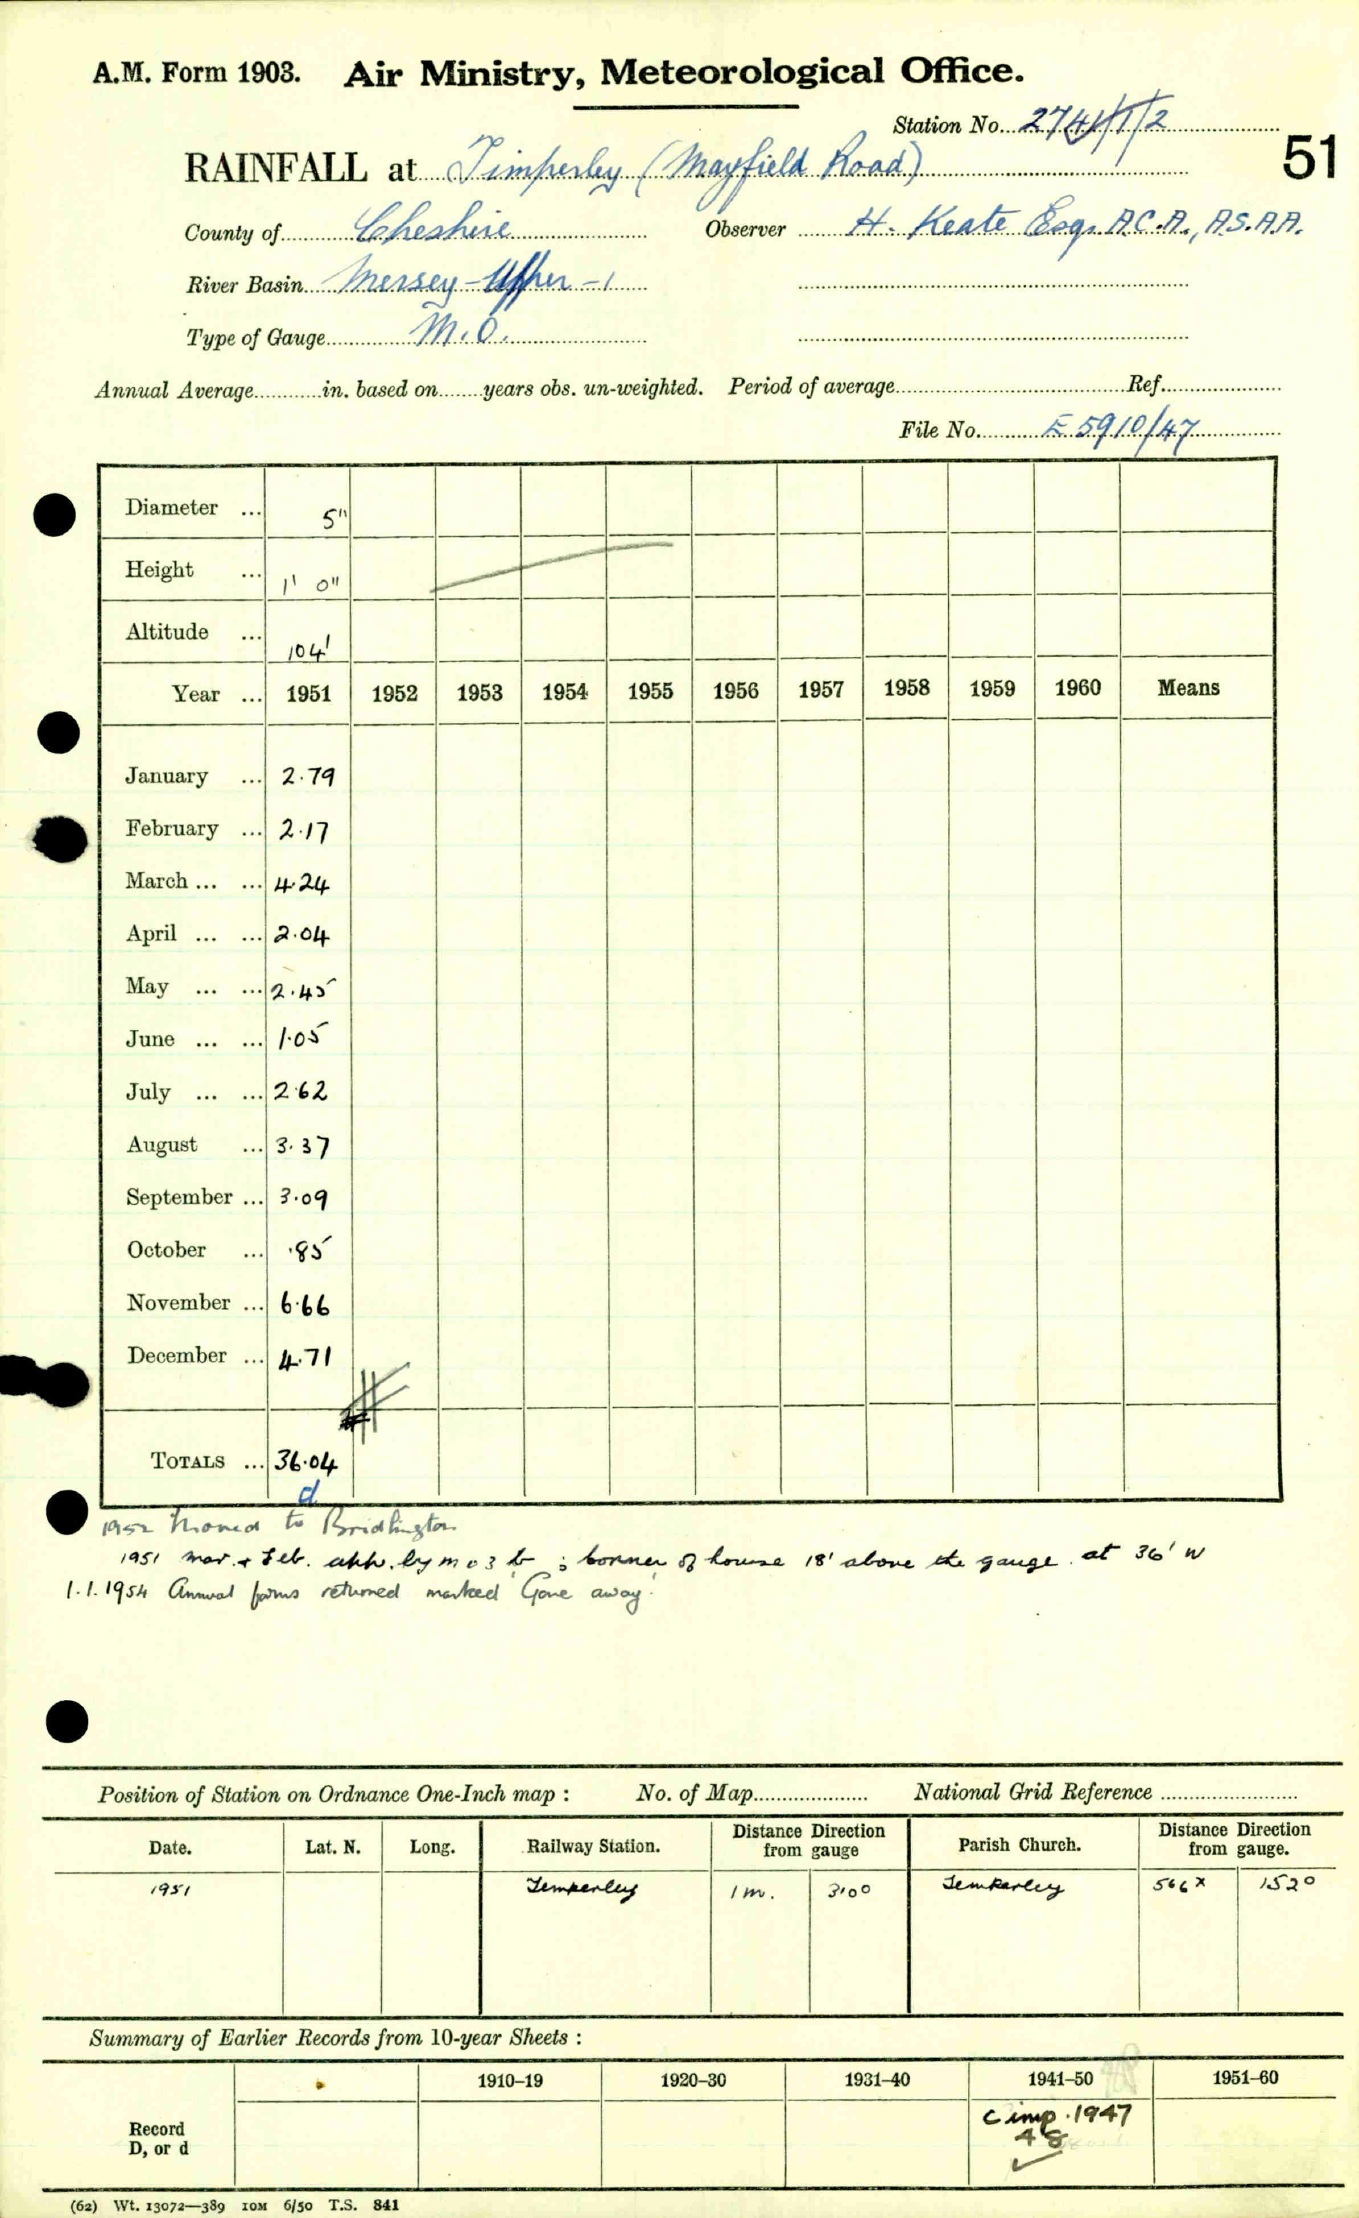 A.M. Form 1903. Air Ministry, Meteorological Office.
Station No. 2741/1/2
51
RAINFALL at Timperley (Mayfield Road)
County of Cheshire Observer H. Keate Esq. A.C.A., A.S.A.A.
River Basin Mersey-Upper-1
Type of Gauge M.O.
Annual Average in. based on years obs. un-weighted. Period of average Ref.
File No. E 5910/47
Diameter ... 5"
Height ... 1' 0"
Altitude ... 104'
Year ... 1951 1952 1953 1954 1955 1956 1957 1958 1959 1960 Means
January ... 2.79
February ... 2.17
March ... ... 4.24
April ... ... 2.04
May ... ... 2.45
June ... ... 1.05
July ... ... 2.62
August ... 3.37
September ... 3.09
October ... .85
November ... 6.66
December ... 4.71
TOTALS ... 36.04
d
1952 Moved to Bridlington
1951 Mar. + Feb. app. by m o 3 b ; corner of house 18' above the gauge at 36' W
1.1.1954 Annual forms returned marked 'Gone away'
Position of Station on Ordnance One-Inch map : No. of Map National Grid Reference
Date. Lat. N. Long. Railway Station. Distance Direction from gauge Parish Church. Distance Direction from gauge.
1951 Timperley 1 m. 310° Timperley 566x 152°
Summary of Earlier Records from 10-year Sheets :
1910–19 1920–30 1931–40 1941–50 1951–60
Record D, or d
c imp. 1947
48
(62) Wt. 13072—389 10M 6/50 T.S. 841